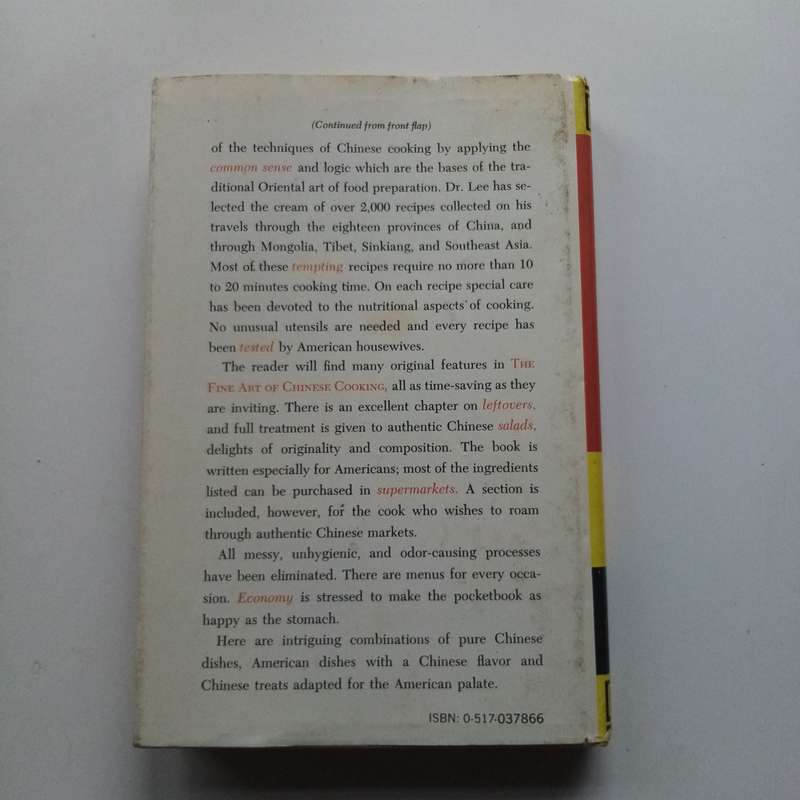 (Continued from front flap)
of the techniques of Chinese cooking by applying the
common sense and logic which are the bases of the tra-
ditional Oriental art of food preparation. Dr. Lee has se-
lected the cream of over 2,000 recipes collected on his
travels through the eighteen provinces of China, and
through Mongolia, Tibet, Sinkiang, and Southeast Asia.
Most of these tempting recipes require no more than 10
to 20 minutes cooking time. On each recipe special care
has been devoted to the nutritional aspects of cooking.
No unusual utensils are needed and every recipe has
been tested by American housewives.
The reader will find many original features in THE
FINE ART OF CHINESE COOKING, all as time-saving as they
are inviting. There is an excellent chapter on leftovers,
and full treatment is given to authentic Chinese salads,
delights of originality and composition. The book is
written especially for Americans; most of the ingredients
listed can be purchased in supermarkets. A section is
included, however, for the cook who wishes to roam
through authentic Chinese markets.
All messy, unhygienic, and odor-causing processes
have been eliminated. There are menus for every occa-
sion. Economy is stressed to make the pocketbook as
happy as the stomach.
Here are intriguing combinations of pure Chinese
dishes, American dishes with a Chinese flavor and
Chinese treats adapted for the American palate.
ISBN: 0-517-037866